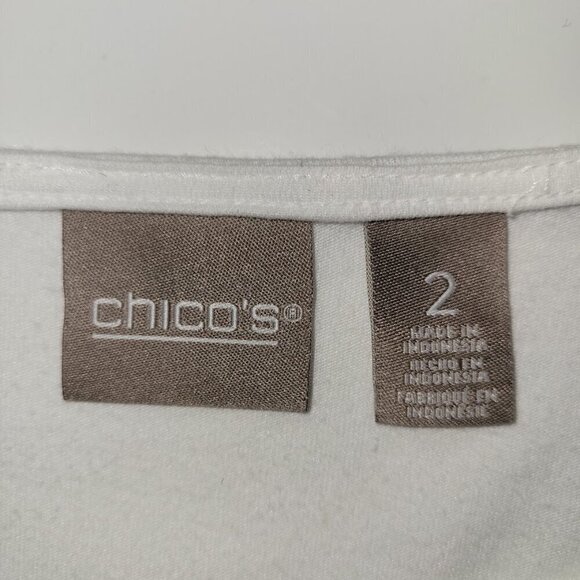 chico's®
2
MADE IN
INDONESIA
HECHO EN
INDONESIA
FABRIQUÉ EN
INDONÉSIE